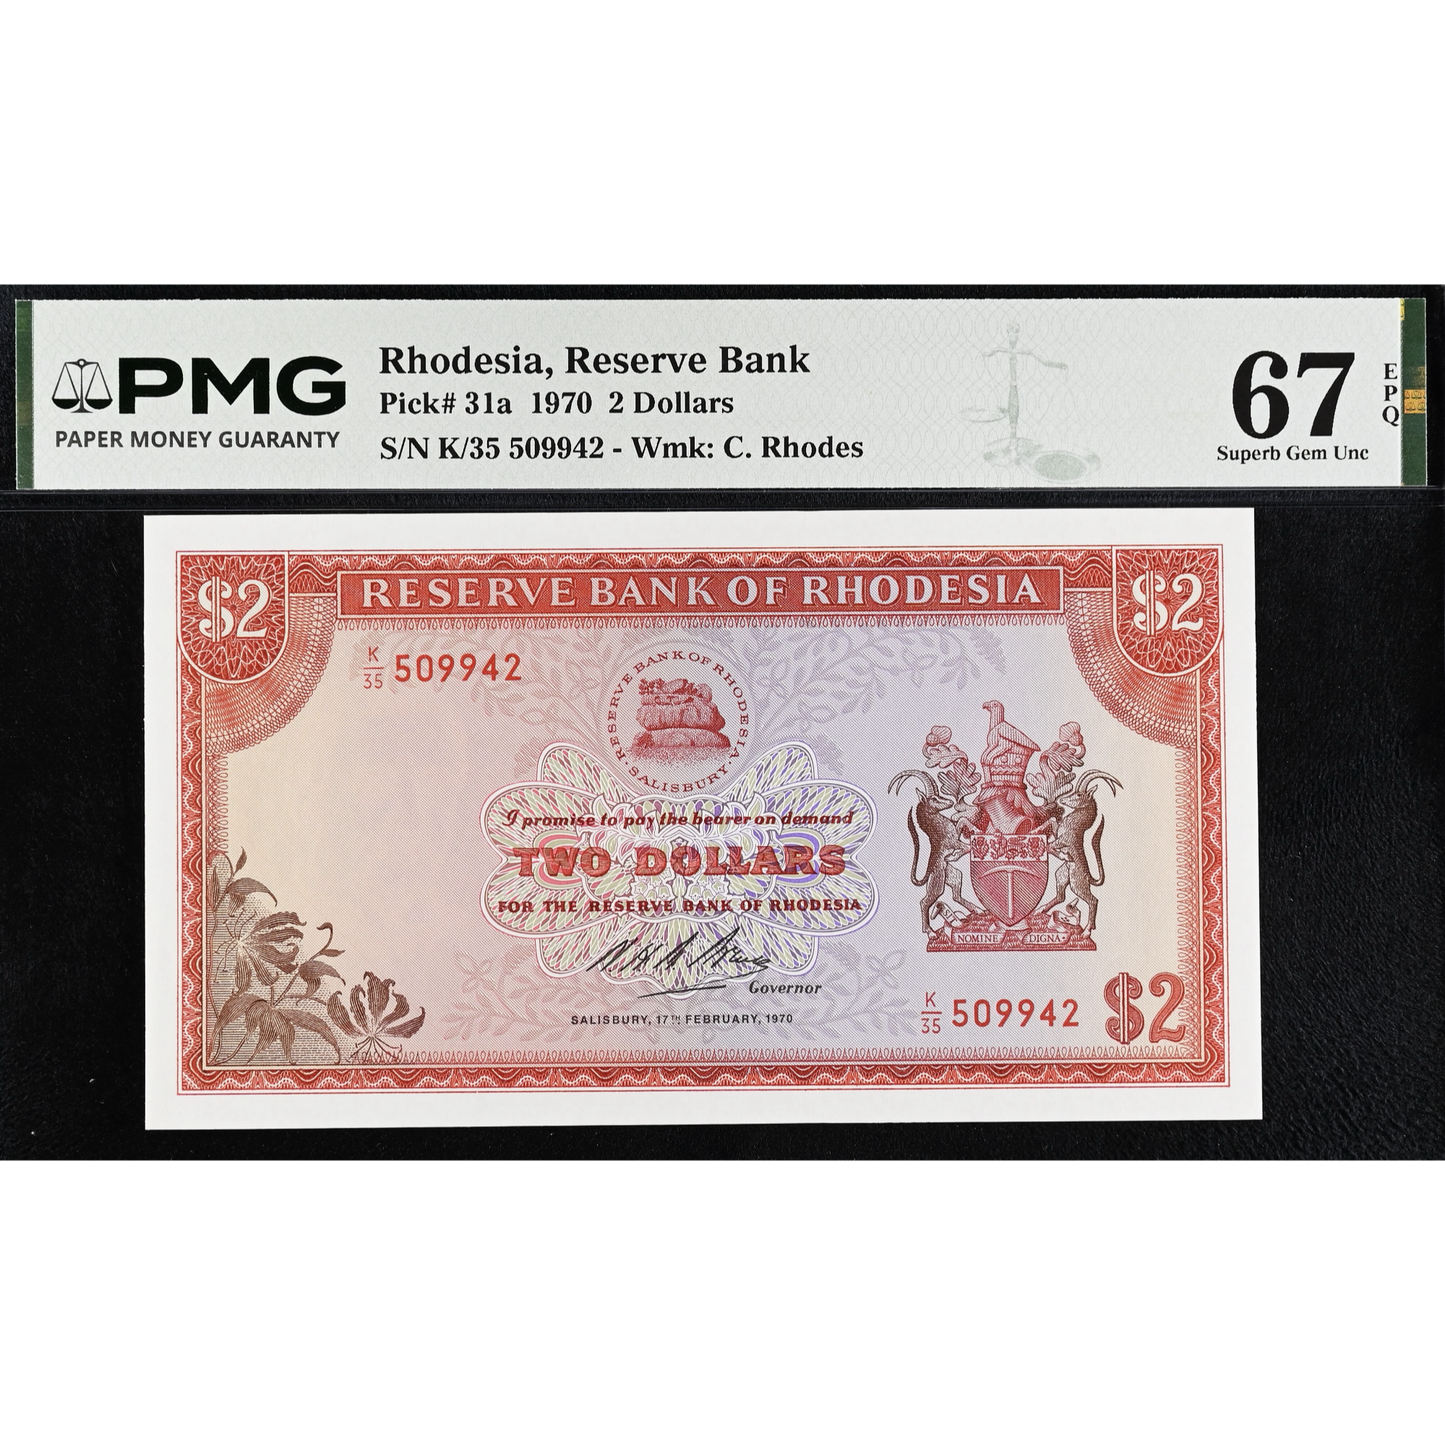 PMG
PAPER MONEY GUARANTY
Rhodesia, Reserve Bank
Pick# 31a 1970 2 Dollars
S/N K/35 509942 - Wmk: C. Rhodes
67
EPQ
Superb Gem Unc
$2
RESERVE BANK OF RHODESIA
$2
K/35 509942
RESERVE BANK OF RHODESIA
· SALISBURY ·
I promise to pay the bearer on demand
TWO DOLLARS
FOR THE RESERVE BANK OF RHODESIA
Governor
SALISBURY, 17TH FEBRUARY, 1970
SIT NOMINE DIGNA
K/35 509942
$2